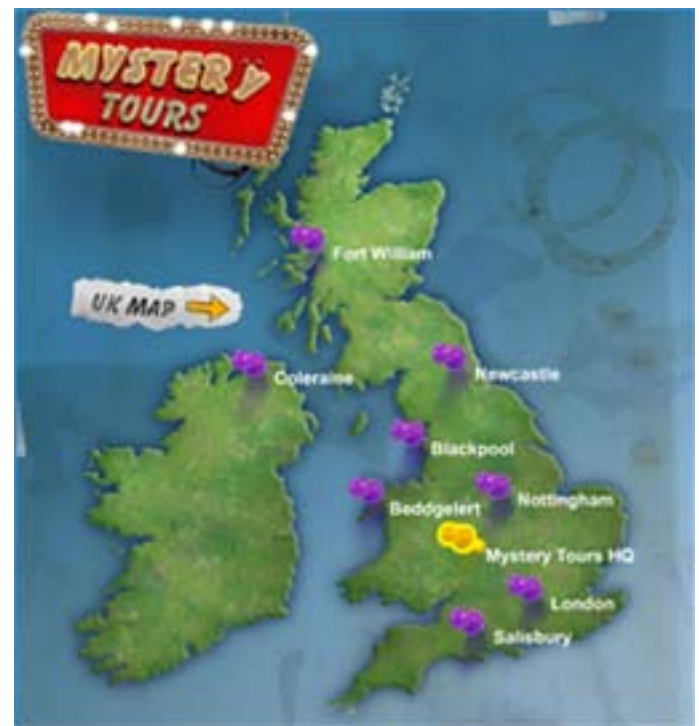 MYSTERY
TOURS
Fort William
UK MAP
Coleraine
Newcastle
Blackpool
Beddgelert
Nottingham
Mystery Tours HQ
London
Salisbury